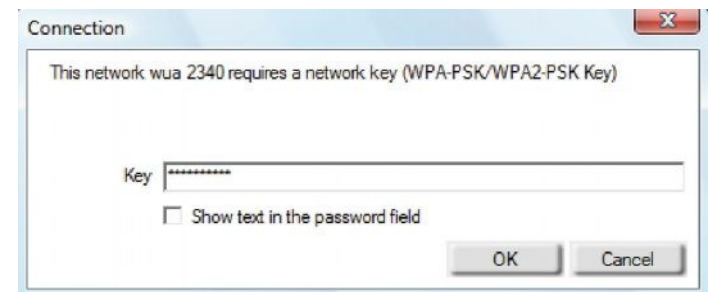 Connection
This network wua 2340 requires a network key (WPA-PSK/WPA2-PSK Key)
Key **********
Show text in the password field
OK Cancel